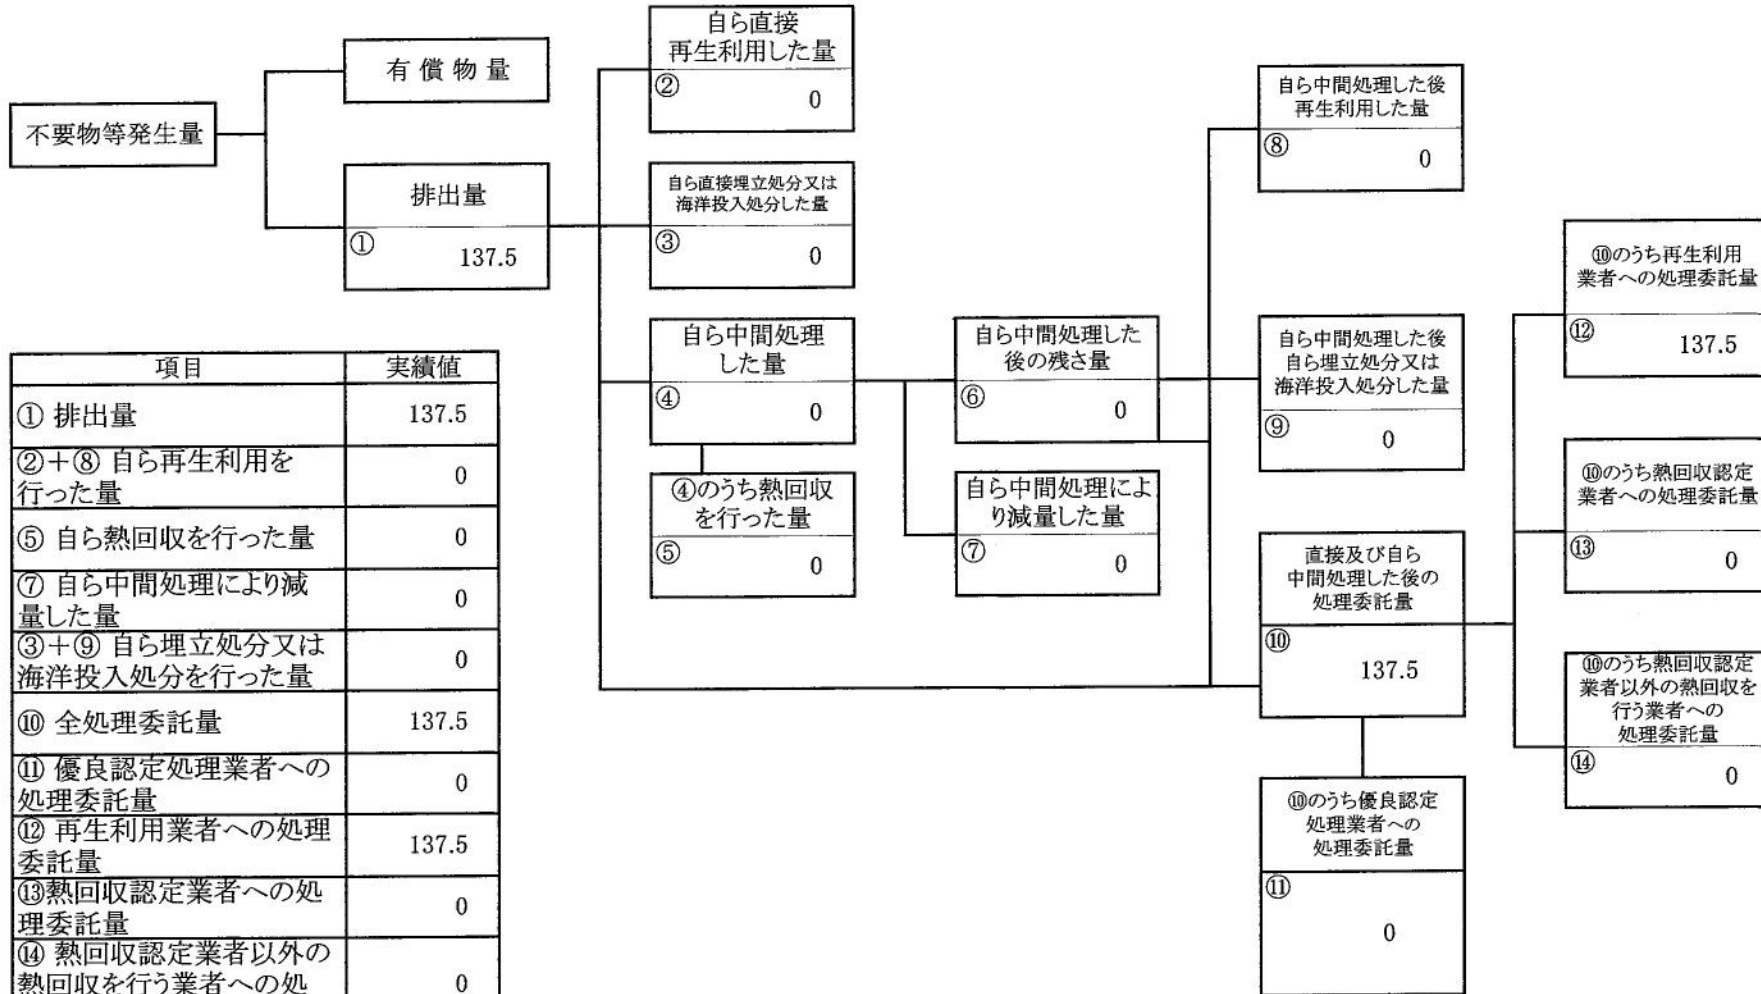 不要物等発生量
有 償 物 量
排出量
① 137.5
自ら直接
再生利用した量
② 0
自ら直接埋立処分又は
海洋投入処分した量
③ 0
自ら中間処理
した量
④ 0
④のうち熱回収
を行った量
⑤ 0
自ら中間処理した
後の残さ量
⑥ 0
自ら中間処理によ
り減量した量
⑦ 0
自ら中間処理した後
再生利用した量
⑧ 0
自ら中間処理した後
自ら埋立処分又は
海洋投入処分した量
⑨ 0
直接及び自ら
中間処理した後の
処理委託量
⑩ 137.5
⑩のうち優良認定
処理業者への
処理委託量
⑪ 0
⑩のうち再生利用
業者への処理委託量
⑫ 137.5
⑩のうち熱回収認定
業者への処理委託量
⑬ 0
⑩のうち熱回収認定
業者以外の熱回収を
行う業者への
処理委託量
⑭ 0
項目 実績値
① 排出量 137.5
②+⑧ 自ら再生利用を
行った量 0
⑤ 自ら熱回収を行った量 0
⑦ 自ら中間処理により減
量した量 0
③+⑨ 自ら埋立処分又は
海洋投入処分を行った量 0
⑩ 全処理委託量 137.5
⑪ 優良認定処理業者への
処理委託量 0
⑫ 再生利用業者への処理
委託量 137.5
⑬熱回収認定業者への処
理委託量 0
⑭ 熱回収認定業者以外の
熱回収を行う業者への処 0